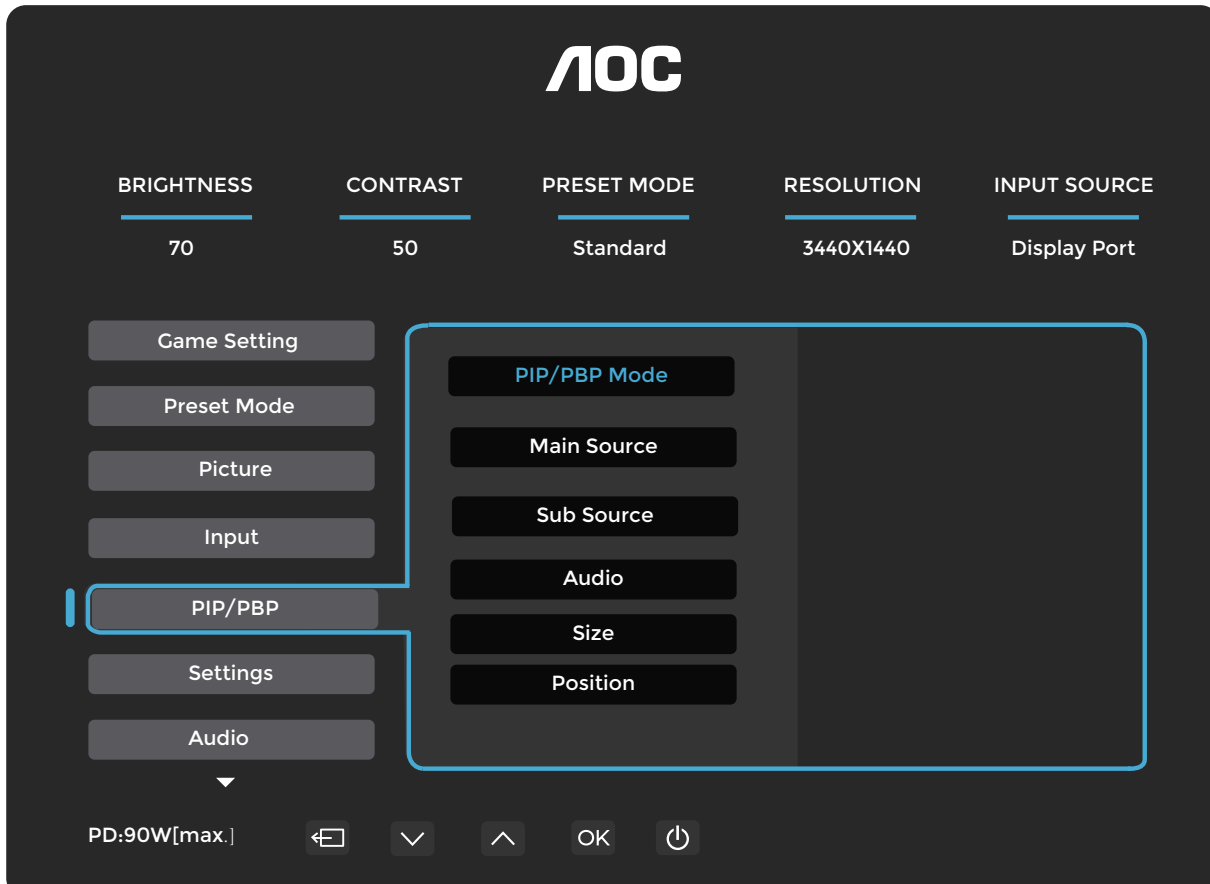 AOC
BRIGHTNESS CONTRAST PRESET MODE RESOLUTION INPUT SOURCE
70 50 Standard 3440X1440 Display Port
Game Setting
Preset Mode
Picture
Input
PIP/PBP
Settings
Audio
PIP/PBP Mode
Main Source
Sub Source
Audio
Size
Position
PD:90W[max.]
OK